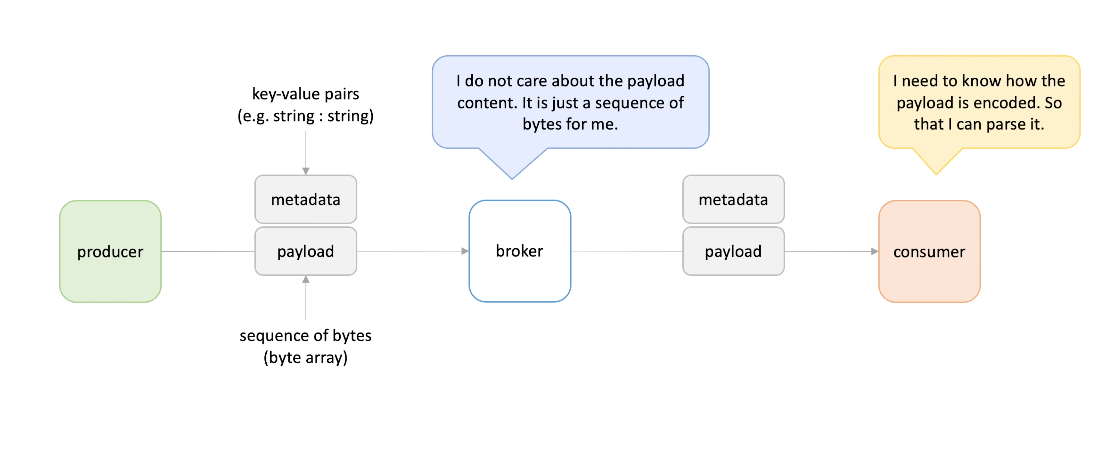 key-value pairs
(e.g. string : string)
I do not care about the payload
content. It is just a sequence of
bytes for me.
I need to know how the
payload is encoded. So
that I can parse it.
metadata
payload
producer
broker
metadata
payload
consumer
sequence of bytes
(byte array)